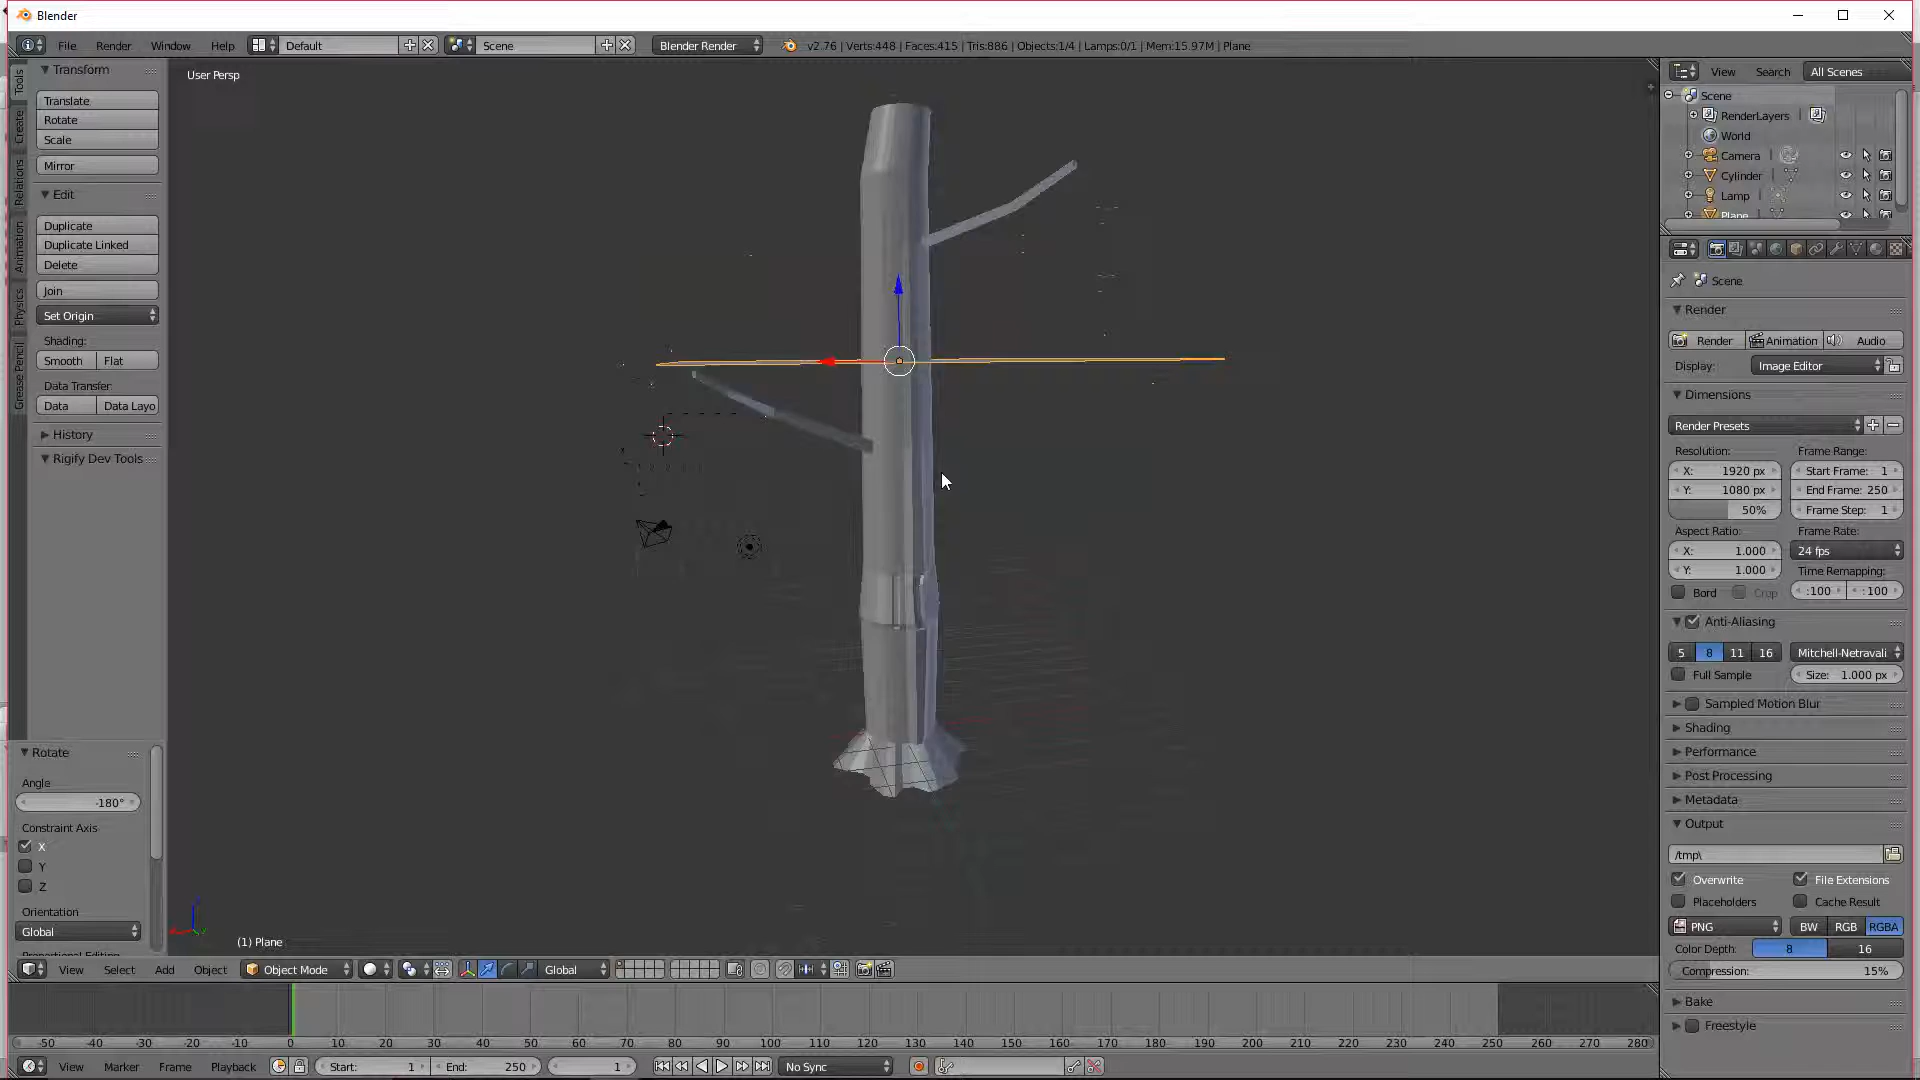 Blender
File Render Window Help Default Scene Blender Render v2.76 | Verts:448 | Faces:415 | Tris:886 | Objects:1/4 | Lamps:0/1 | Mem:15.97M | Plane
Transform
Translate
Rotate
Scale
Mirror
Edit
Duplicate
Duplicate Linked
Delete
Join
Set Origin
Shading:
Smooth Flat
Data Transfer:
Data Data Layo
History
Rigify Dev Tools
Tools
Create
Relations
Animation
Physics
Grease Pencil
Rotate
Angle
-180°
Constraint Axis
X
Y
Z
Orientation
Global
Proportional Editing
User Persp
(1) Plane
View Select Add Object Object Mode Global
-50 -40 -30 -20 -10 0 10 20 30 40 50 60 70 80 90 100 110 120 130 140 150 160 170 180 190 200 210 220 230 240 250 260 270 280
View Marker Frame Playback Start: 1 End: 250 1 No Sync
View Search All Scenes
Scene
RenderLayers
World
Camera
Cylinder
Lamp
Plane
Scene
Render
Render Animation Audio
Display: Image Editor
Dimensions
Render Presets
Resolution: Frame Range:
X: 1920 px Start Frame: 1
Y: 1080 px End Frame: 250
50% Frame Step: 1
Aspect Ratio: Frame Rate:
X: 1.000 24 fps
Y: 1.000 Time Remapping:
Bord Crop :100 :100
Anti-Aliasing
5 8 11 16 Mitchell-Netravali
Full Sample Size: 1.000 px
Sampled Motion Blur
Shading
Performance
Post Processing
Metadata
Output
/tmp\
Overwrite File Extensions
Placeholders Cache Result
PNG BW RGB RGBA
Color Depth: 8 16
Compression: 15%
Bake
Freestyle